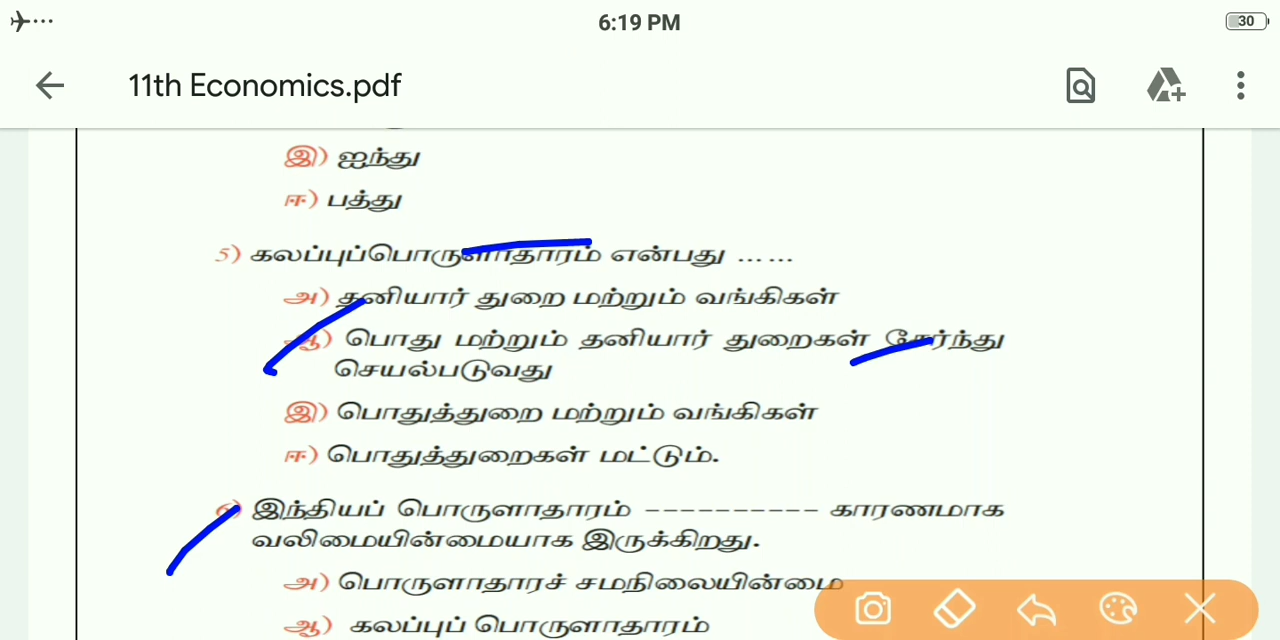 6:19 PM
30
11th Economics.pdf
இ) ஐந்து
ஈ) பத்து
5) கலப்புப்பொருளாதாரம் என்பது ......
அ) தனியார் துறை மற்றும் வங்கிகள்
ஆ) பொது மற்றும் தனியார் துறைகள் சேர்ந்து
செயல்படுவது
இ) பொதுத்துறை மற்றும் வங்கிகள்
ஈ) பொதுத்துறைகள் மட்டும்.
6) இந்தியப் பொருளாதாரம் ---------- காரணமாக
வலிமையின்மையாக இருக்கிறது.
அ) பொருளாதாரச் சமநிலையின்மை
ஆ) கலப்புப் பொருளாதாரம்